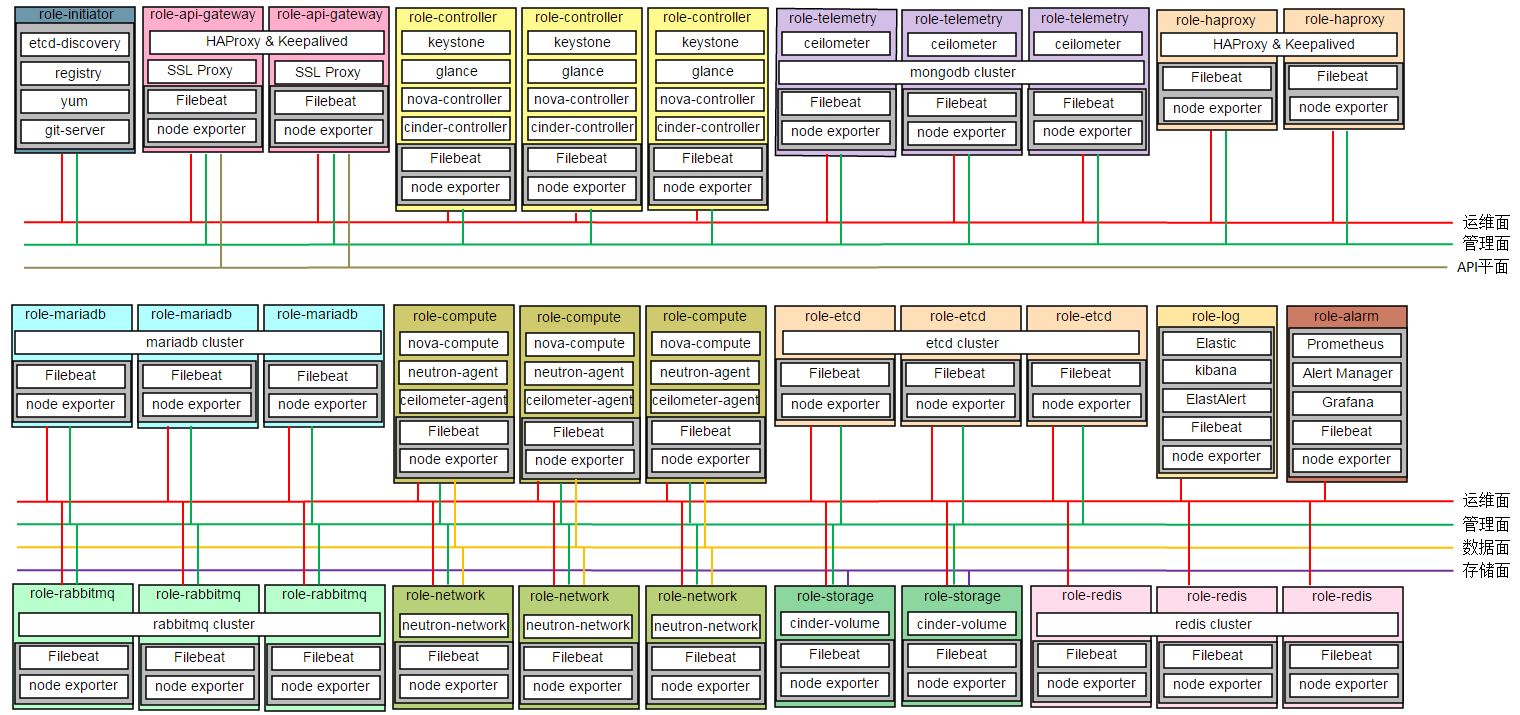 role-initiator
etcd-discovery
registry
yum
git-server
role-api-gateway
role-api-gateway
HAProxy & Keepalived
SSL Proxy
Filebeat
node exporter
SSL Proxy
Filebeat
node exporter
role-controller
keystone
glance
nova-controller
cinder-controller
Filebeat
node exporter
role-controller
keystone
glance
nova-controller
cinder-controller
Filebeat
node exporter
role-controller
keystone
glance
nova-controller
cinder-controller
Filebeat
node exporter
role-telemetry
role-telemetry
role-telemetry
ceilometer
ceilometer
ceilometer
mongodb cluster
Filebeat
node exporter
Filebeat
node exporter
Filebeat
node exporter
role-haproxy
role-haproxy
HAProxy & Keepalived
Filebeat
node exporter
Filebeat
node exporter
运维面
管理面
API平面
role-mariadb
role-mariadb
role-mariadb
mariadb cluster
Filebeat
node exporter
Filebeat
node exporter
Filebeat
node exporter
role-compute
nova-compute
neutron-agent
ceilometer-agent
Filebeat
node exporter
role-compute
nova-compute
neutron-agent
ceilometer-agent
Filebeat
node exporter
role-compute
nova-compute
neutron-agent
ceilometer-agent
Filebeat
node exporter
role-etcd
role-etcd
role-etcd
etcd cluster
Filebeat
node exporter
Filebeat
node exporter
Filebeat
node exporter
role-log
Elastic
kibana
ElastAlert
Filebeat
node exporter
role-alarm
Prometheus
Alert Manager
Grafana
Filebeat
node exporter
运维面
管理面
数据面
存储面
role-rabbitmq
role-rabbitmq
role-rabbitmq
rabbitmq cluster
Filebeat
node exporter
Filebeat
node exporter
Filebeat
node exporter
role-network
neutron-network
Filebeat
node exporter
role-network
neutron-network
Filebeat
node exporter
role-network
neutron-network
Filebeat
node exporter
role-storage
cinder-volume
Filebeat
node exporter
role-storage
cinder-volume
Filebeat
node exporter
role-redis
role-redis
role-redis
redis cluster
Filebeat
node exporter
Filebeat
node exporter
Filebeat
node exporter